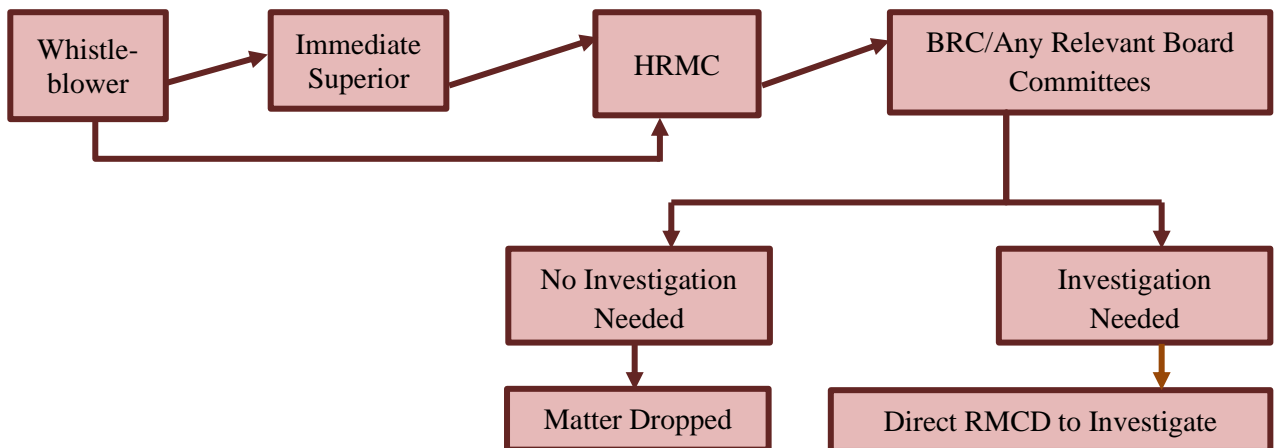 Whistle-
blower
Immediate
Superior
HRMC
BRC/Any Relevant Board
Committees
No Investigation
Needed
Investigation
Needed
Matter Dropped
Direct RMCD to Investigate